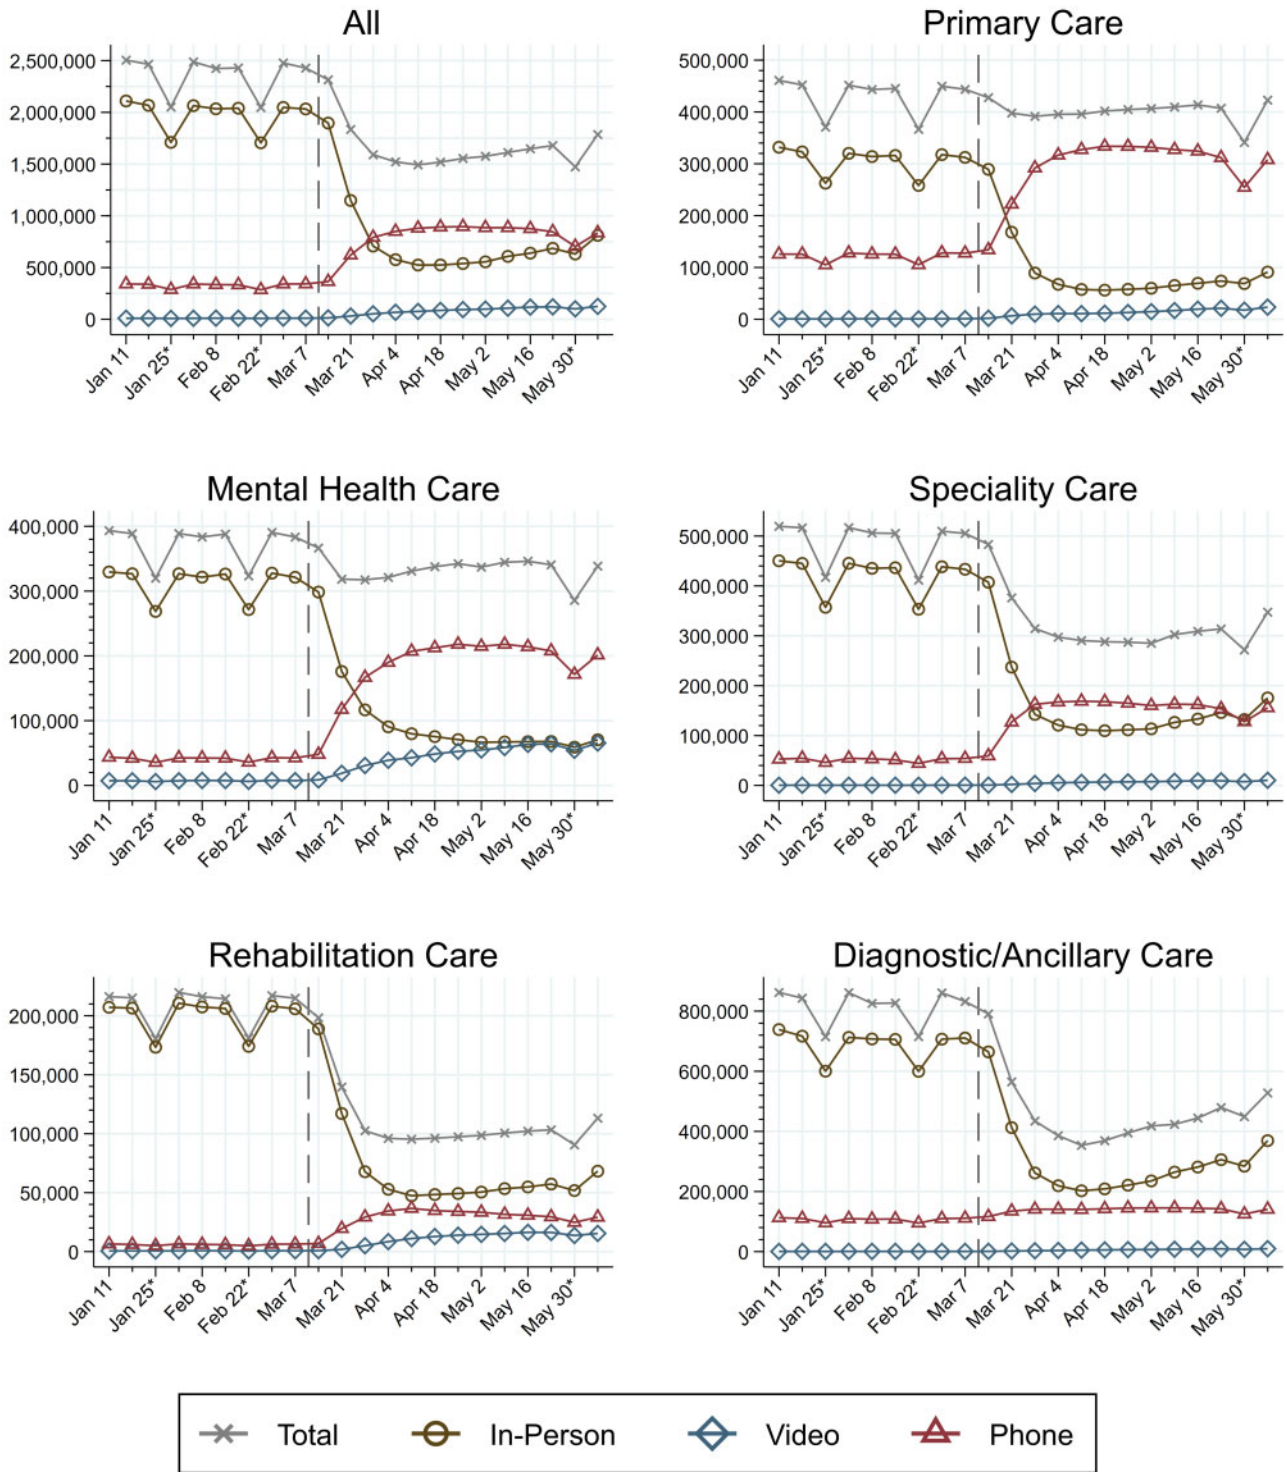 All
2,500,000
2,000,000
1,500,000
1,000,000
500,000
0
Jan 11
Jan 25*
Feb 8
Feb 22*
Mar 7
Mar 21
Apr 4
Apr 18
May 2
May 16
May 30*
Primary Care
500,000
400,000
300,000
200,000
100,000
0
Jan 11
Jan 25*
Feb 8
Feb 22*
Mar 7
Mar 21
Apr 4
Apr 18
May 2
May 16
May 30*
Mental Health Care
400,000
300,000
200,000
100,000
0
Jan 11
Jan 25*
Feb 8
Feb 22*
Mar 7
Mar 21
Apr 4
Apr 18
May 2
May 16
May 30*
Speciality Care
500,000
400,000
300,000
200,000
100,000
0
Jan 11
Jan 25*
Feb 8
Feb 22*
Mar 7
Mar 21
Apr 4
Apr 18
May 2
May 16
May 30*
Rehabilitation Care
200,000
150,000
100,000
50,000
0
Jan 11
Jan 25*
Feb 8
Feb 22*
Mar 7
Mar 21
Apr 4
Apr 18
May 2
May 16
May 30*
Diagnostic/Ancillary Care
800,000
600,000
400,000
200,000
0
Jan 11
Jan 25*
Feb 8
Feb 22*
Mar 7
Mar 21
Apr 4
Apr 18
May 2
May 16
May 30*
Total In-Person Video Phone